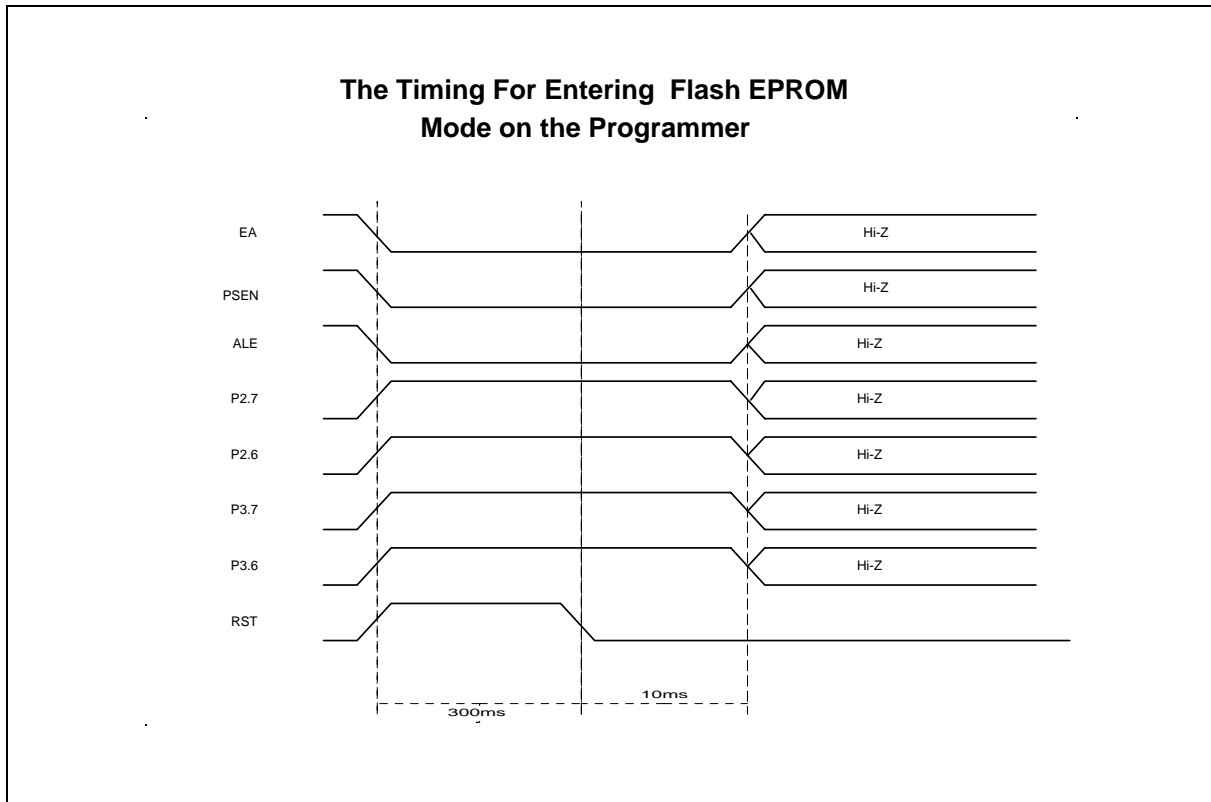 The Timing For Entering Flash EPROM
Mode on the Programmer
EA
Hi-Z
PSEN
Hi-Z
ALE
Hi-Z
P2.7
Hi-Z
P2.6
Hi-Z
P3.7
Hi-Z
P3.6
Hi-Z
RST
10ms
300ms